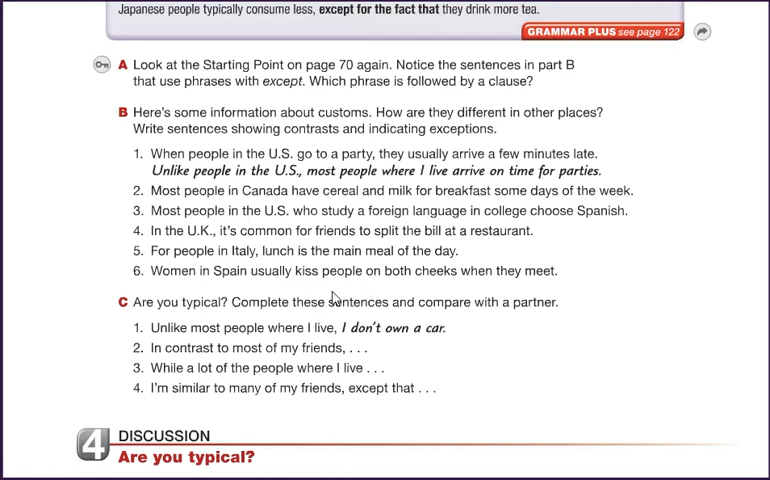 Japanese people typically consume less, except for the fact that they drink more tea.
GRAMMAR PLUS see page 122
A Look at the Starting Point on page 70 again. Notice the sentences in part B
that use phrases with except. Which phrase is followed by a clause?
B Here's some information about customs. How are they different in other places?
Write sentences showing contrasts and indicating exceptions.
1. When people in the U.S. go to a party, they usually arrive a few minutes late.
Unlike people in the U.S., most people where I live arrive on time for parties.
2. Most people in Canada have cereal and milk for breakfast some days of the week.
3. Most people in the U.S. who study a foreign language in college choose Spanish.
4. In the U.K., it's common for friends to split the bill at a restaurant.
5. For people in Italy, lunch is the main meal of the day.
6. Women in Spain usually kiss people on both cheeks when they meet.
C Are you typical? Complete these sentences and compare with a partner.
1. Unlike most people where I live, I don't own a car.
2. In contrast to most of my friends, . . .
3. While a lot of the people where I live . . .
4. I'm similar to many of my friends, except that . . .
4 DISCUSSION
Are you typical?